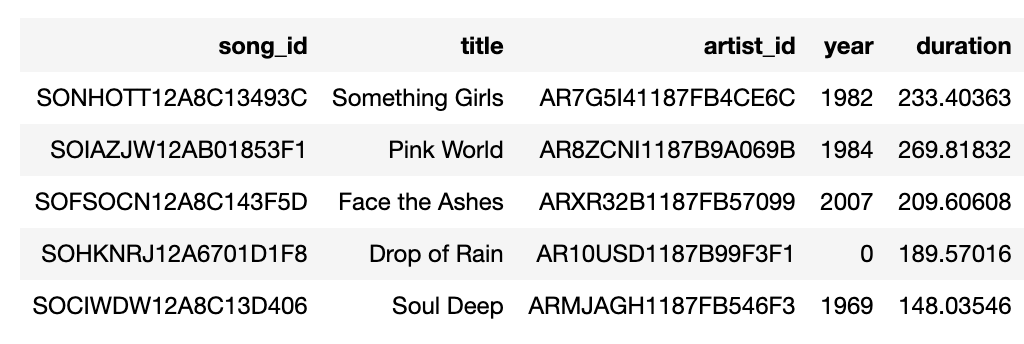 song_id title artist_id year duration
SONHOTT12A8C13493C Something Girls AR7G5I41187FB4CE6C 1982 233.40363
SOIAZJW12AB01853F1 Pink World AR8ZCNI1187B9A069B 1984 269.81832
SOFSOCN12A8C143F5D Face the Ashes ARXR32B1187FB57099 2007 209.60608
SOHKNRJ12A6701D1F8 Drop of Rain AR10USD1187B99F3F1 0 189.57016
SOCIWDW12A8C13D406 Soul Deep ARMJAGH1187FB546F3 1969 148.03546